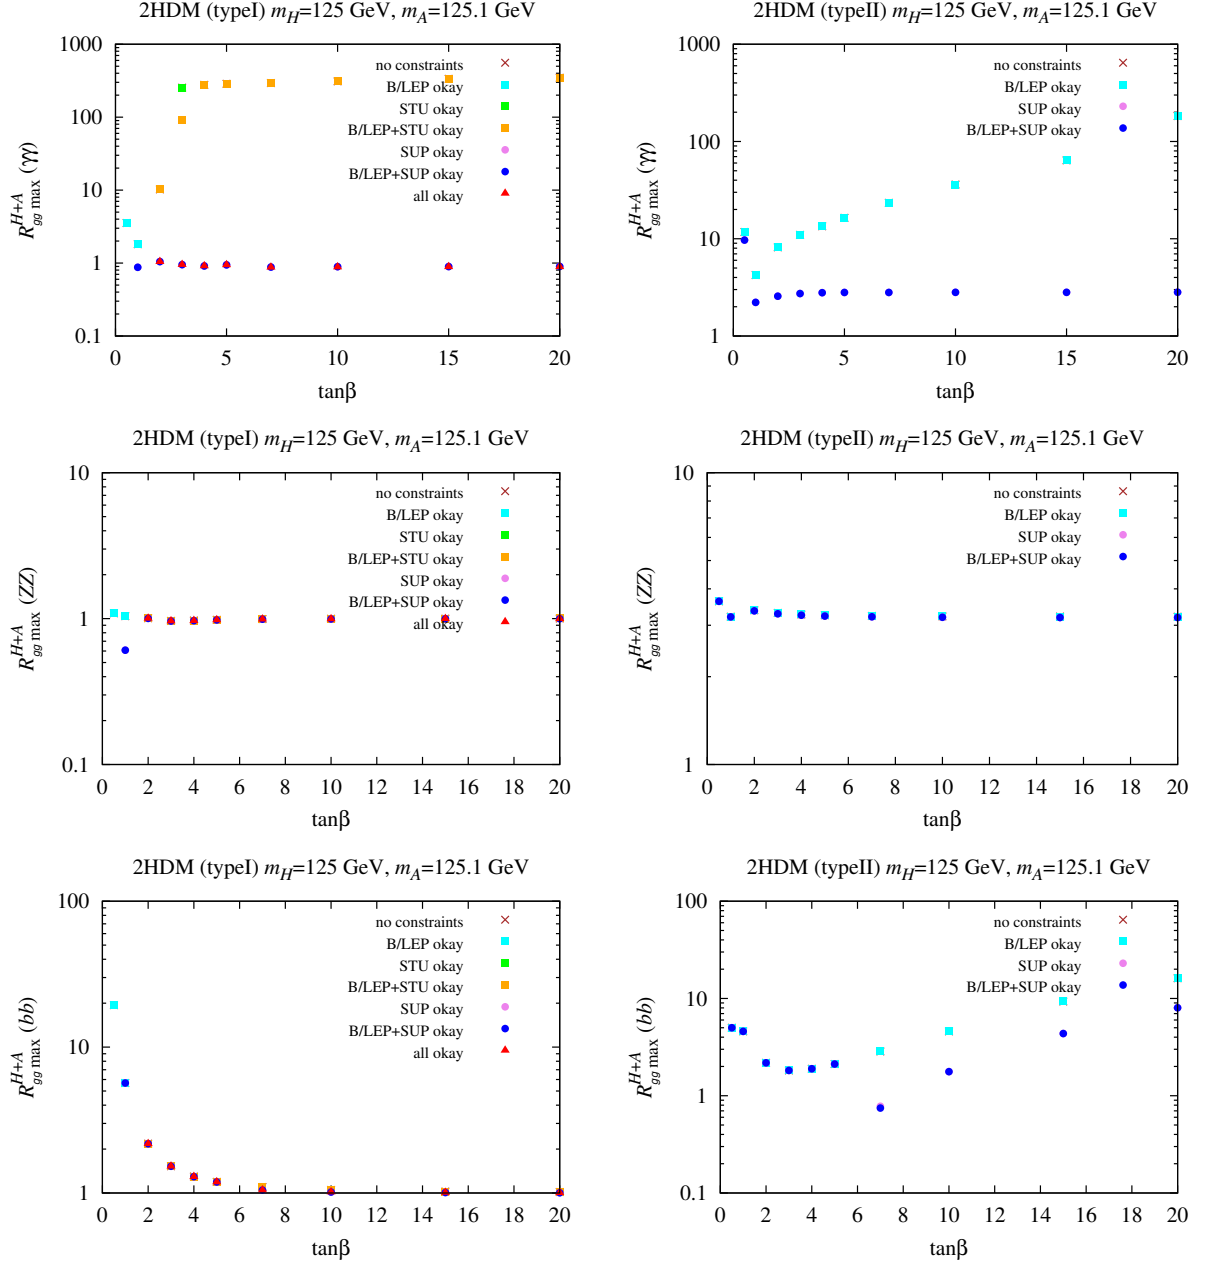 2HDM (typeI) m_H=125 GeV, m_A=125.1 GeV
1000
100
10
1
0.1
R^{H+A}_{gg max} (γγ)
no constraints
B/LEP okay
STU okay
B/LEP+STU okay
SUP okay
B/LEP+SUP okay
all okay
0 5 10 15 20
tanβ
2HDM (typeII) m_H=125 GeV, m_A=125.1 GeV
1000
100
10
1
R^{H+A}_{gg max} (γγ)
no constraints
B/LEP okay
SUP okay
B/LEP+SUP okay
0 5 10 15 20
tanβ
2HDM (typeI) m_H=125 GeV, m_A=125.1 GeV
10
1
0.1
R^{H+A}_{gg max} (ZZ)
no constraints
B/LEP okay
STU okay
B/LEP+STU okay
SUP okay
B/LEP+SUP okay
all okay
0 2 4 6 8 10 12 14 16 18 20
tanβ
2HDM (typeII) m_H=125 GeV, m_A=125.1 GeV
10
1
R^{H+A}_{gg max} (ZZ)
no constraints
B/LEP okay
SUP okay
B/LEP+SUP okay
0 2 4 6 8 10 12 14 16 18 20
tanβ
2HDM (typeI) m_H=125 GeV, m_A=125.1 GeV
100
10
1
R^{H+A}_{gg max} (bb)
no constraints
B/LEP okay
STU okay
B/LEP+STU okay
SUP okay
B/LEP+SUP okay
all okay
0 2 4 6 8 10 12 14 16 18 20
tanβ
2HDM (typeII) m_H=125 GeV, m_A=125.1 GeV
100
10
1
0.1
R^{H+A}_{gg max} (bb)
no constraints
B/LEP okay
SUP okay
B/LEP+SUP okay
0 2 4 6 8 10 12 14 16 18 20
tanβ